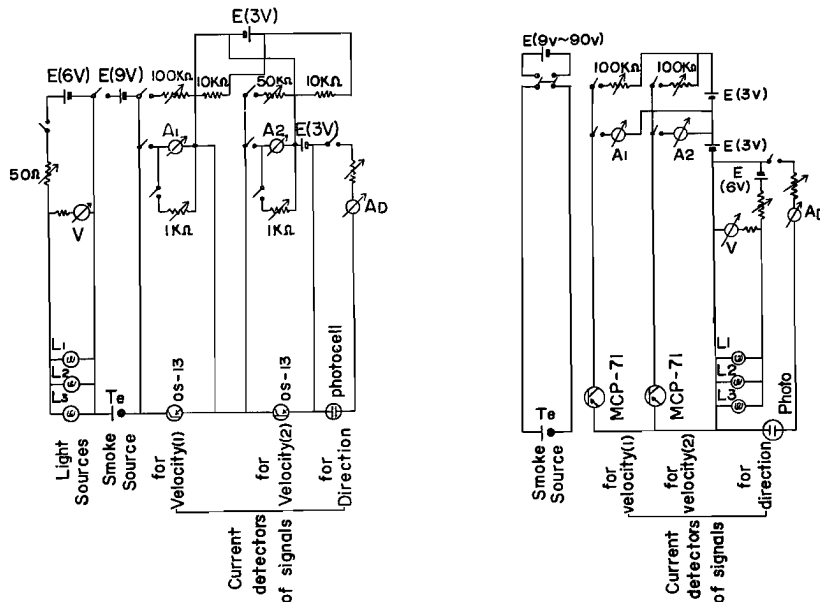 E(3V)
E(6V)
E(9V)
100KΩ
10KΩ
50KΩ
10KΩ
A1
A2
E(3V)
50Ω
1KΩ
1KΩ
AD
V
L1
L2
L3
Te
OS-13
OS-13
photocell
Light
Sources
Smoke
Source
for
Velocity(1)
for
Velocity(2)
for
Direction
Current
detectors
of signals
E(9v~90v)
100KΩ
100KΩ
E(3v)
A1
A2
E(3v)
E
(6V)
V
AD
L1
L2
L3
MCP-71
MCP-71
Photo
Te
Smoke
Source
for
velocity(1)
for
velocity(2)
for
direction
Current
detectors
of signals